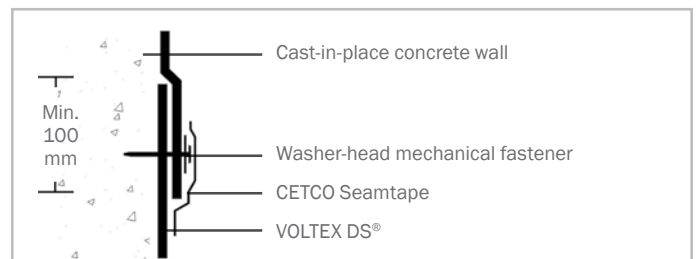 Cast-in-place concrete wall
Min.
100
mm
Washer-head mechanical fastener
CETCO Seamtape
VOLTEX DS®